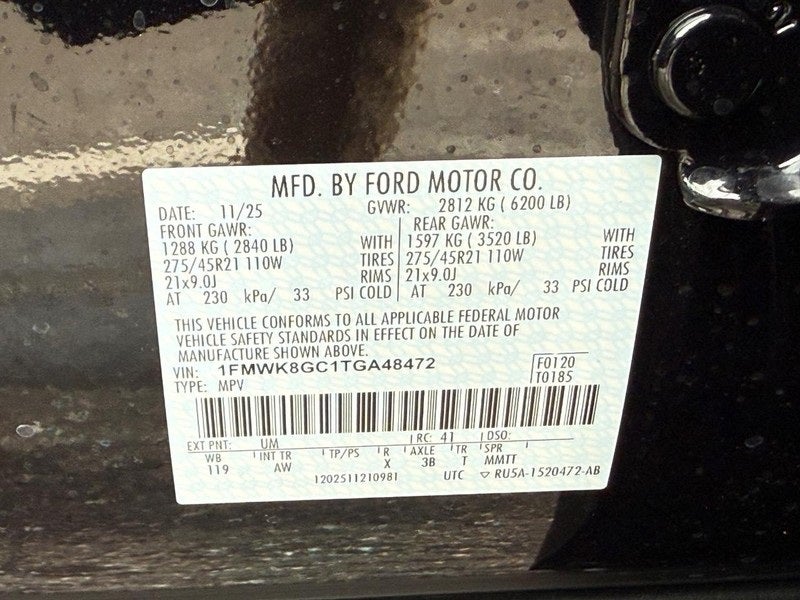 MFD. BY FORD MOTOR CO.
DATE: 11/25 GVWR: 2812 KG ( 6200 LB)
FRONT GAWR: REAR GAWR:
1288 KG ( 2840 LB) WITH 1597 KG ( 3520 LB) WITH
275/45R21 110W TIRES 275/45R21 110W TIRES
21x9.0J RIMS 21x9.0J RIMS
AT 230 kPa/ 33 PSI COLD AT 230 kPa/ 33 PSI COLD
THIS VEHICLE CONFORMS TO ALL APPLICABLE FEDERAL MOTOR
VEHICLE SAFETY STANDARDS IN EFFECT ON THE DATE OF
MANUFACTURE SHOWN ABOVE.
VIN: 1FMWK8GC1TGA48472 F0120
TYPE: MPV T0185
EXT PNT: UM RC: 41 DSO:
WB INT TR TP/PS R AXLE TR SPR
119 AW X 3B T MMTT
1202511210981 UTC ▽ RU5A-1520472-AB